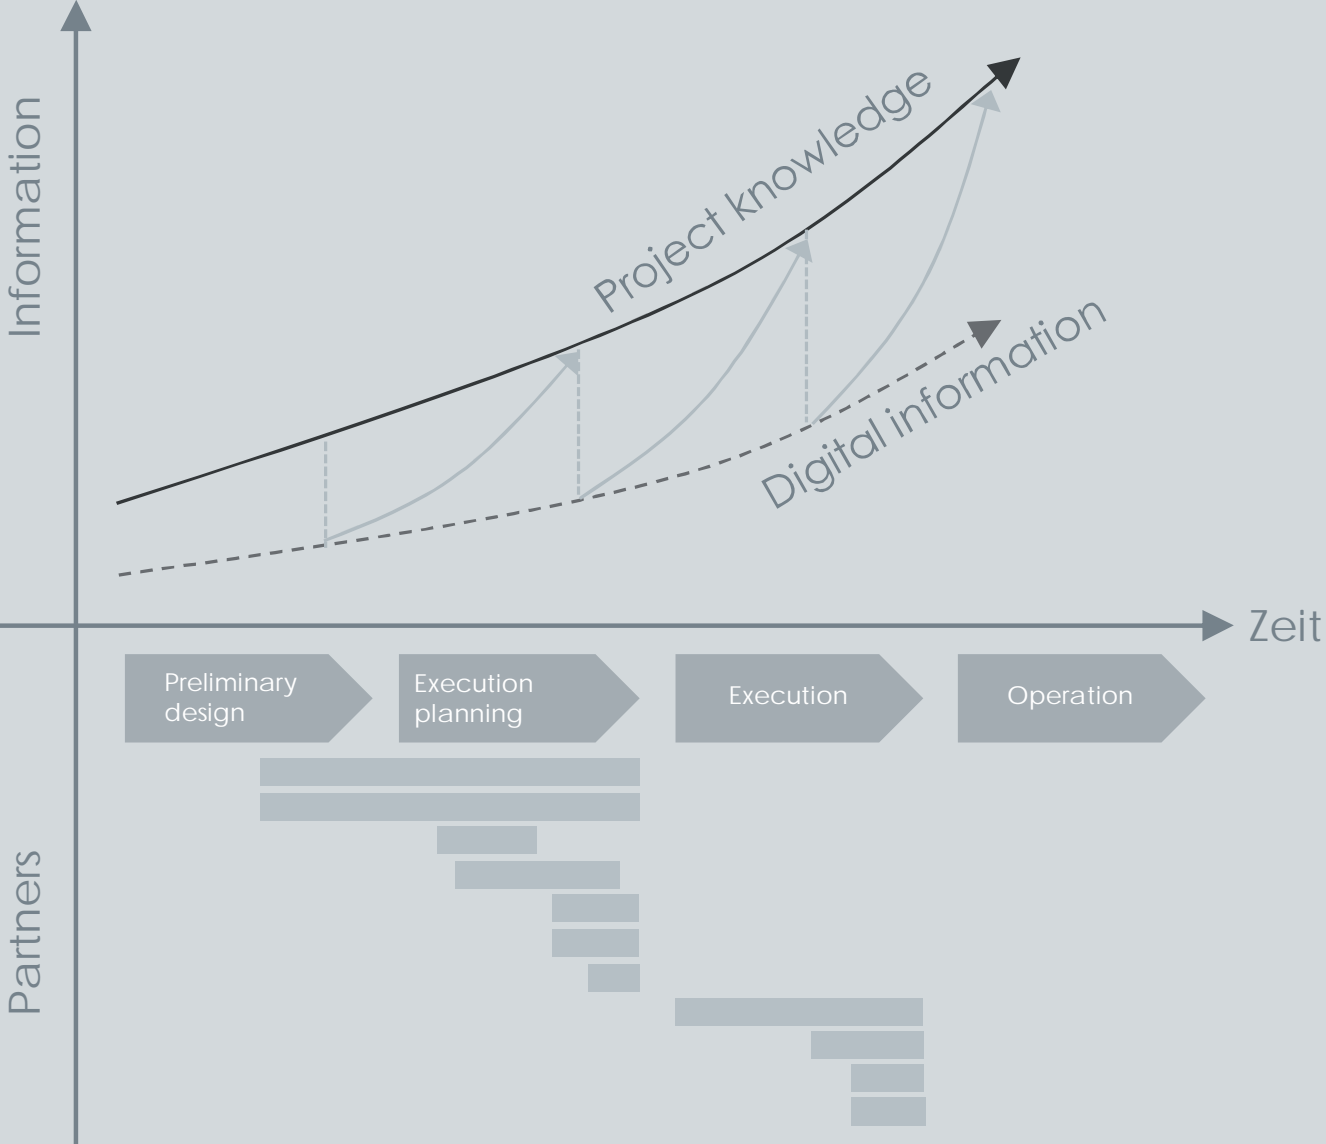 Information
Project knowledge
Digital information
Zeit
Preliminary
design
Execution
planning
Execution
Operation
Partners